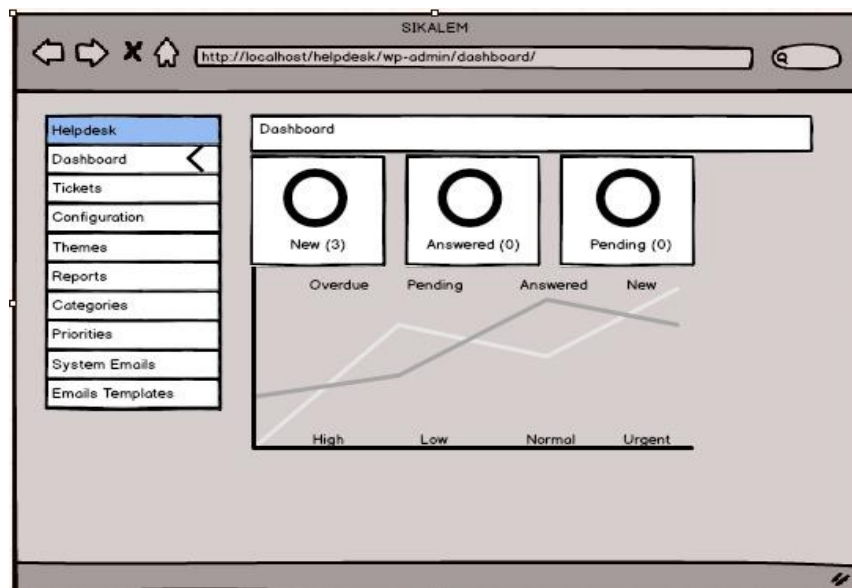 SIKALEM
http://localhost/helpdesk/wp-admin/dashboard/
Helpdesk
Dashboard
Tickets
Configuration
Themes
Reports
Categories
Priorities
System Emails
Emails Templates
Dashboard
New (3) Answered (0) Pending (0)
Overdue Pending Answered New
High Low Normal Urgent